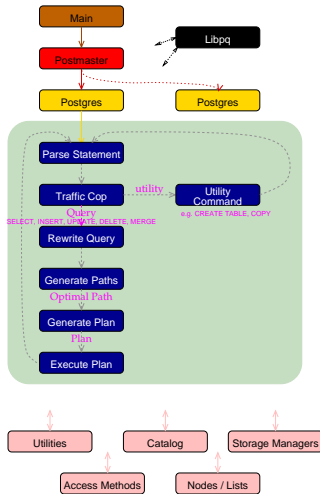 Main
Libpq
Postmaster
Postgres
Postgres
Parse Statement
Traffic Cop
utility
Utility
Command
Query
SELECT, INSERT, UPDATE, DELETE, MERGE
e.g. CREATE TABLE, COPY
Rewrite Query
Generate Paths
Optimal Path
Generate Plan
Plan
Execute Plan
Utilities
Catalog
Storage Managers
Access Methods
Nodes / Lists